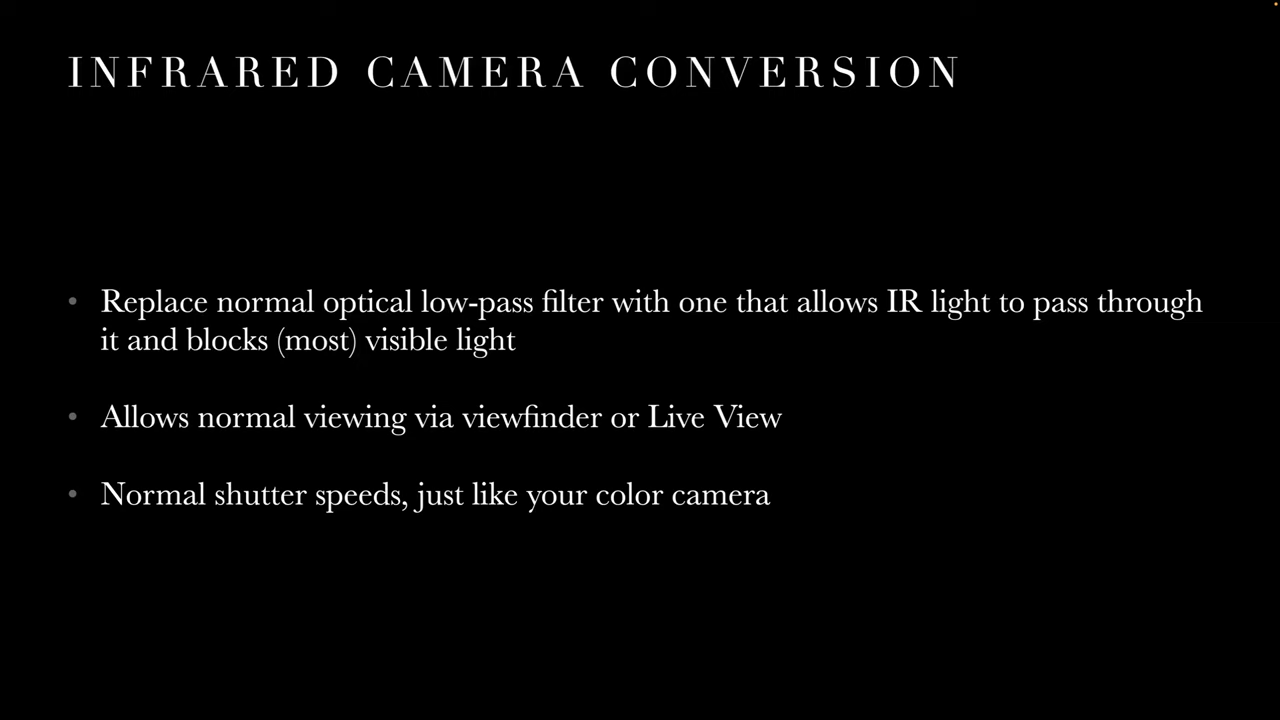 INFRARED CAMERA CONVERSION
• Replace normal optical low-pass filter with one that allows IR light to pass through
it and blocks (most) visible light
• Allows normal viewing via viewfinder or Live View
• Normal shutter speeds, just like your color camera